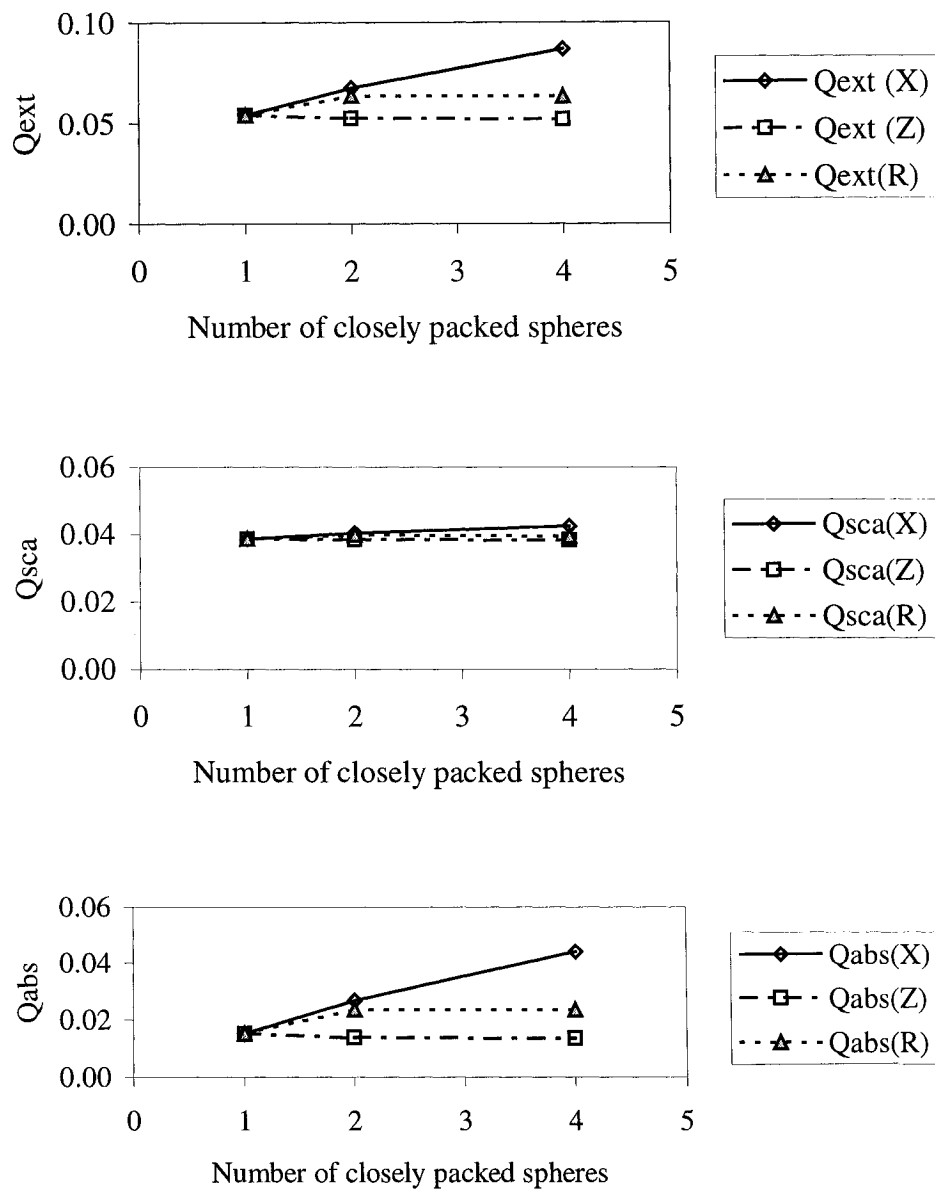 0.10
0.05
0.00
Qext
0 1 2 3 4 5
Number of closely packed spheres
Qext (X)
Qext (Z)
Qext(R)
0.06
0.04
0.02
0.00
Qsca
0 1 2 3 4 5
Number of closely packed spheres
Qsca(X)
Qsca(Z)
Qsca(R)
0.06
0.04
0.02
0.00
Qabs
0 1 2 3 4 5
Number of closely packed spheres
Qabs(X)
Qabs(Z)
Qabs(R)